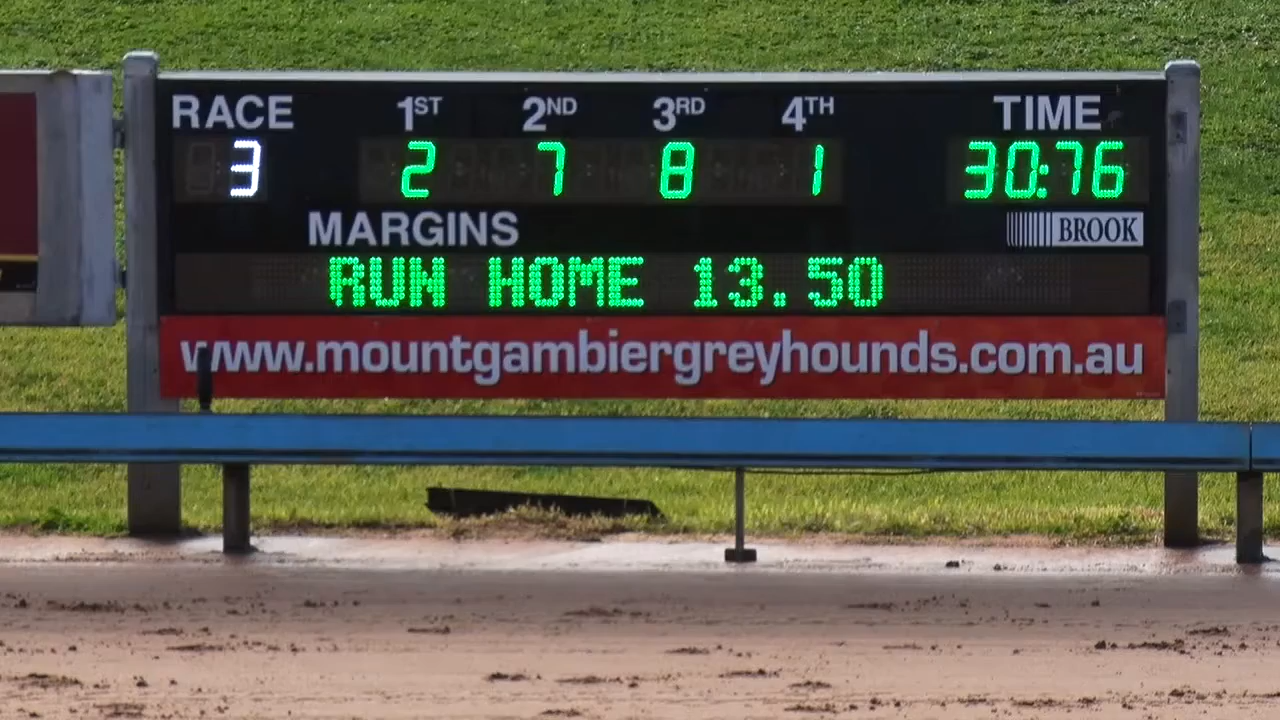 RACE 1ST 2ND 3RD 4TH TIME
3 2 7 8 1 30:76
MARGINS BROOK
RUN HOME 13.50
www.mountgambiergreyhounds.com.au